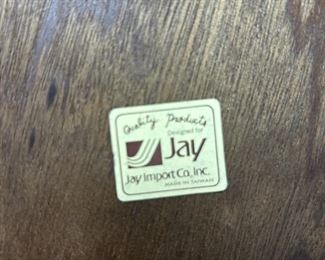 Quality Products
Designed for
Jay
Jay Import Co., Inc.
MADE IN TAIWAN